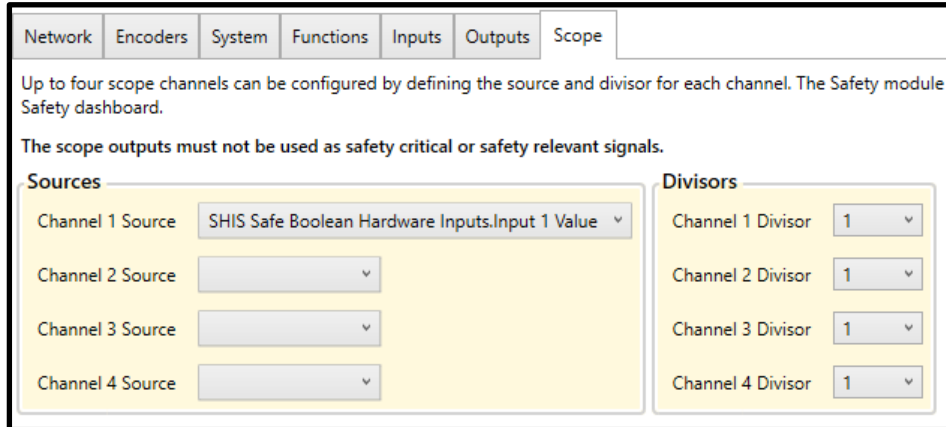 Network Encoders System Functions Inputs Outputs Scope
Up to four scope channels can be configured by defining the source and divisor for each channel. The Safety module
Safety dashboard.
The scope outputs must not be used as safety critical or safety relevant signals.
Sources
Channel 1 Source SHIS Safe Boolean Hardware Inputs.Input 1 Value
Channel 2 Source
Channel 3 Source
Channel 4 Source
Divisors
Channel 1 Divisor 1
Channel 2 Divisor 1
Channel 3 Divisor 1
Channel 4 Divisor 1